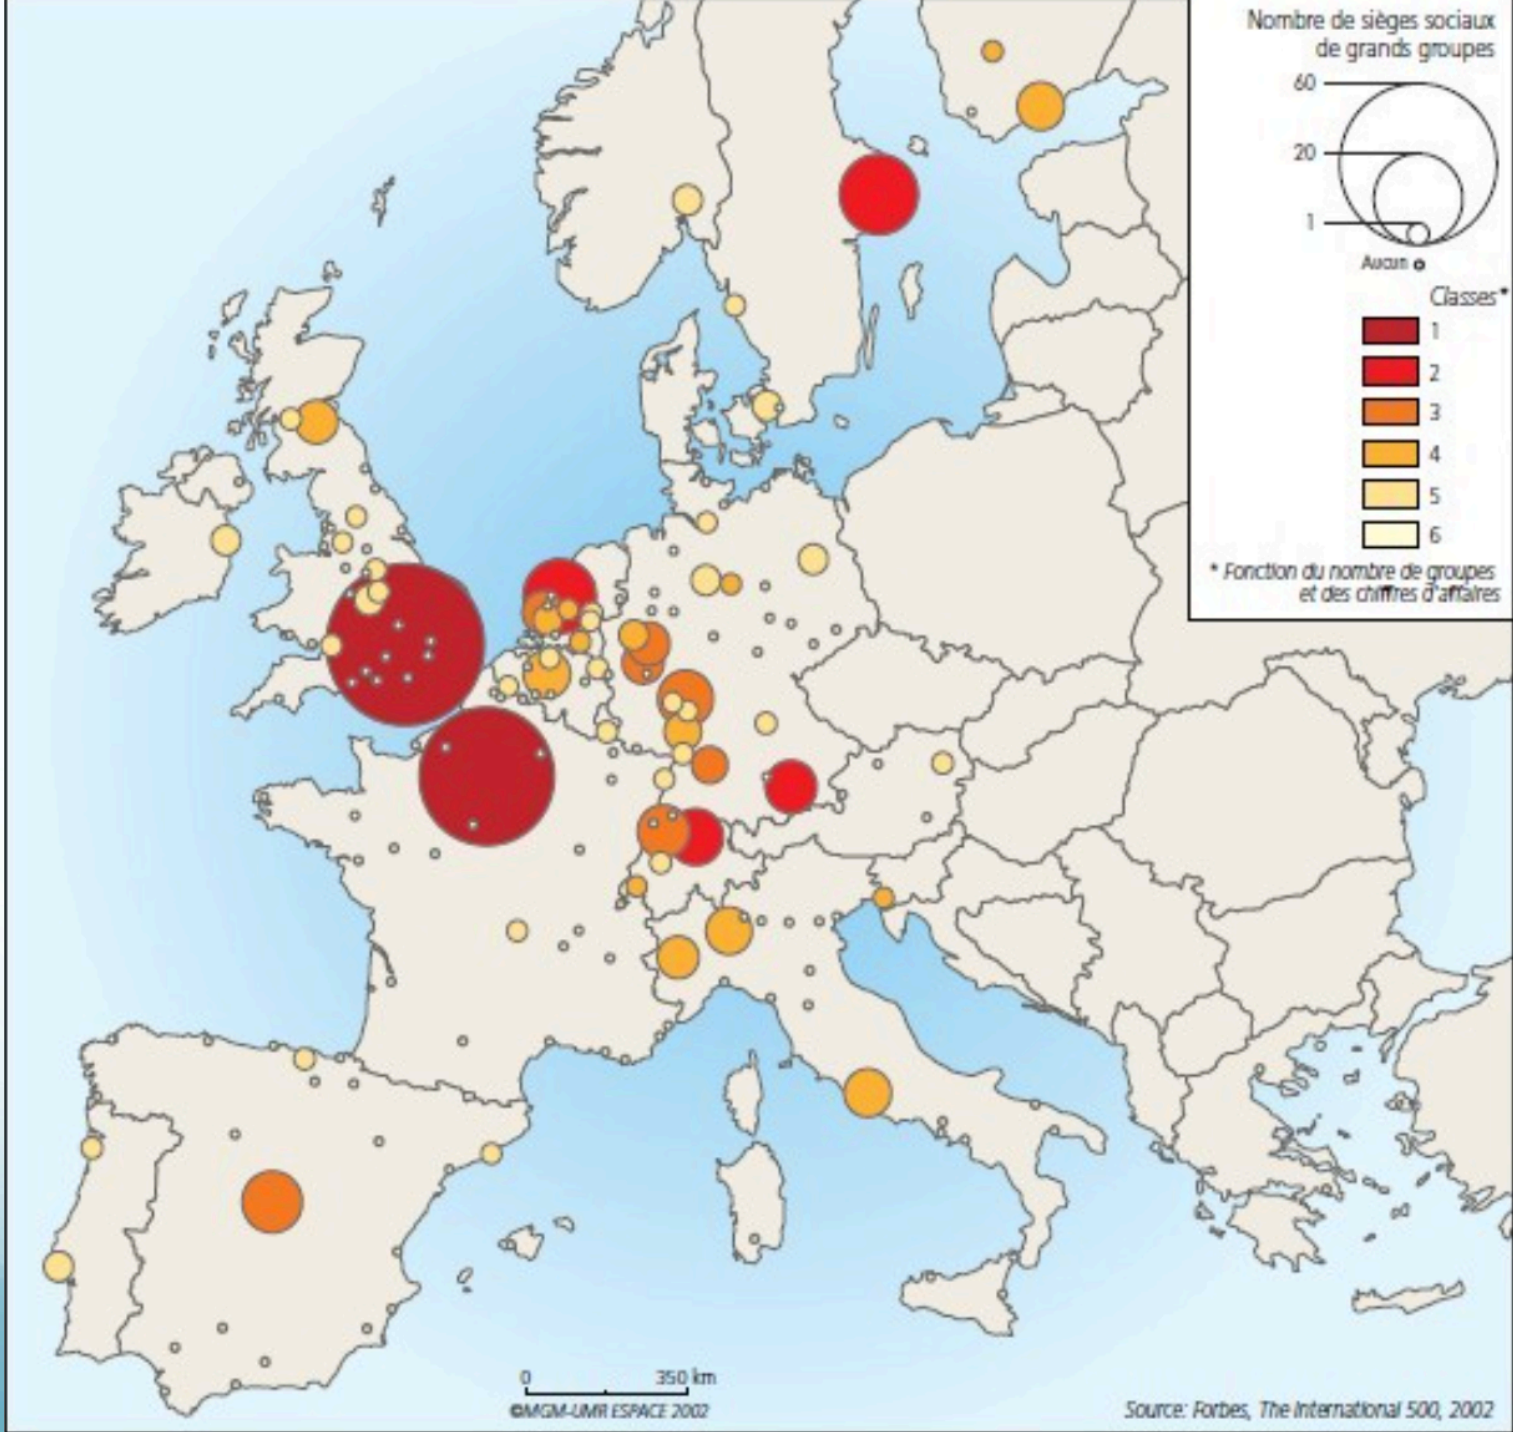 Nombre de sièges sociaux
de grands groupes
60
20
1
Aucun
Classes*
1
2
3
4
5
6
* Fonction du nombre de groupes
et des chiffres d'affaires
0 350 km
©MGM-UMR ESPACE 2002
Source: Forbes, The International 500, 2002